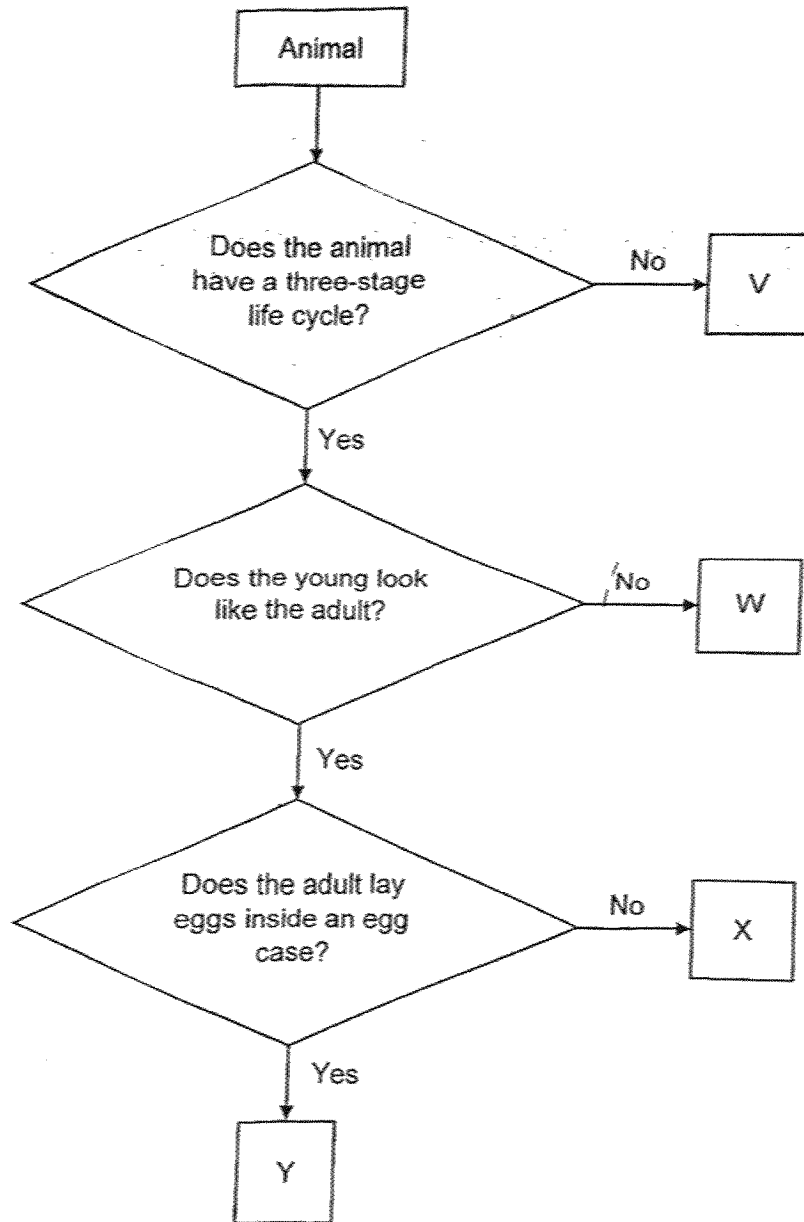 Animal
Does the animal
have a three-stage
life cycle?
No
V
Yes
Does the young look
like the adult?
No
W
Yes
Does the adult lay
eggs inside an egg
case?
No
X
Yes
Y